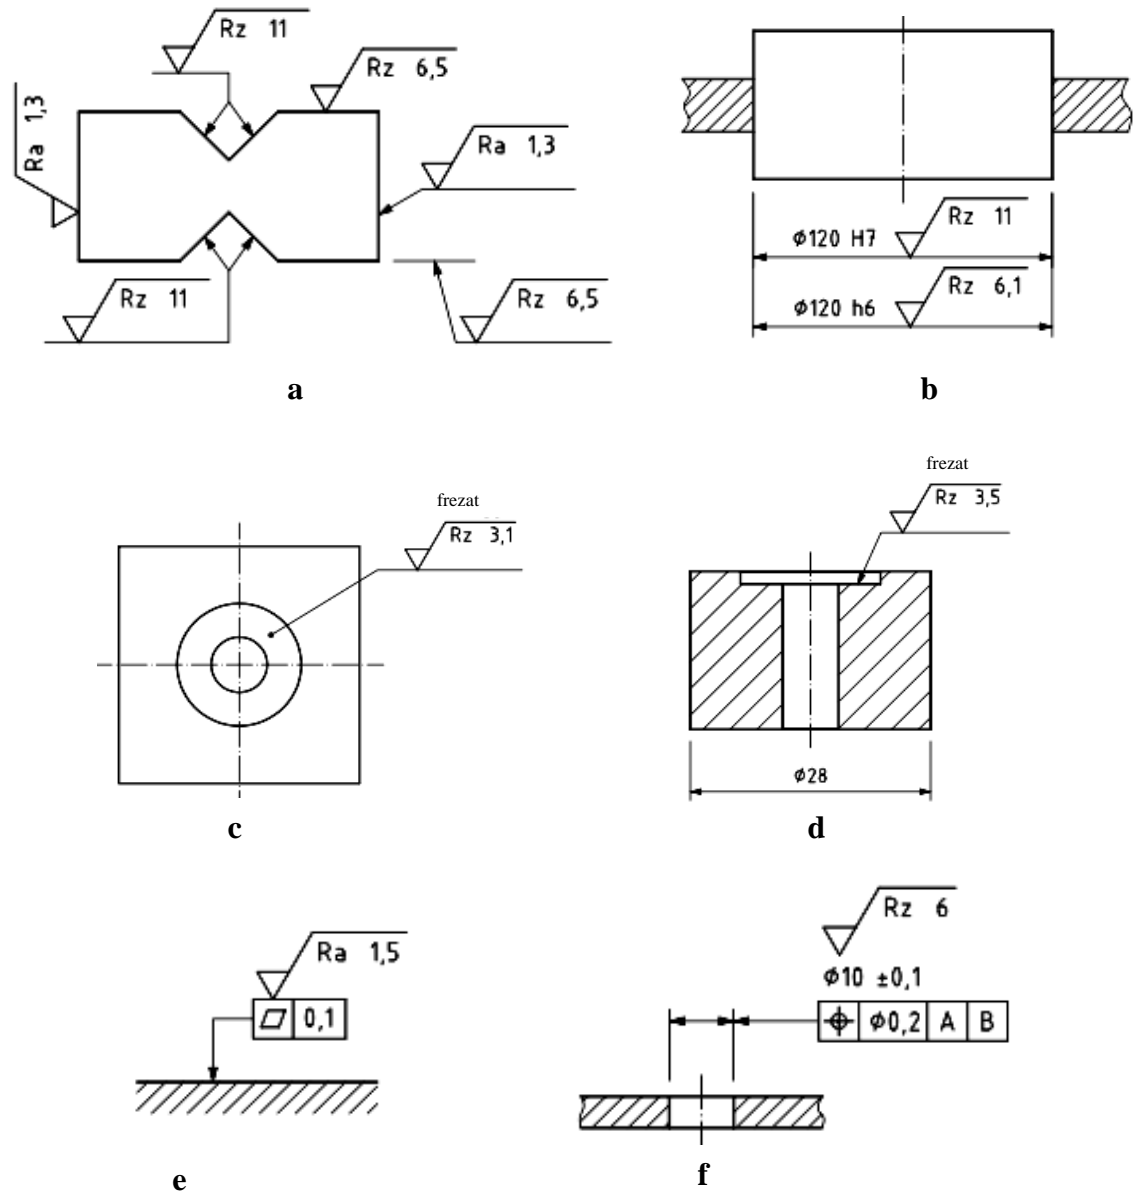 Rz 11
Rz 6,5
Ra 1,3
Ra 1,3
Rz 11
Rz 6,5
a
Rz 11
ϕ120 H7
Rz 6,1
ϕ120 h6
b
frezat
Rz 3,1
c
frezat
Rz 3,5
ϕ28
d
Ra 1,5
0,1
e
Rz 6
ϕ10 ±0,1
ϕ0,2 A B
f